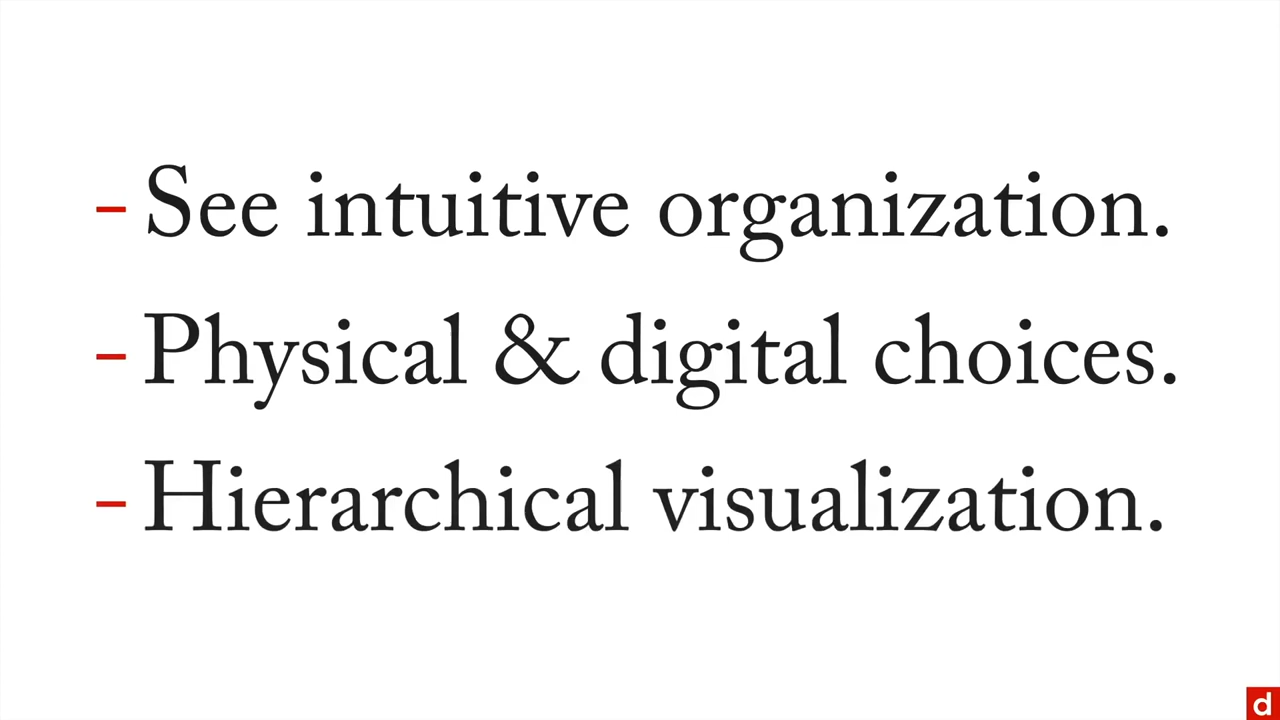 - See intuitive organization.
- Physical & digital choices.
- Hierarchical visualization.
d